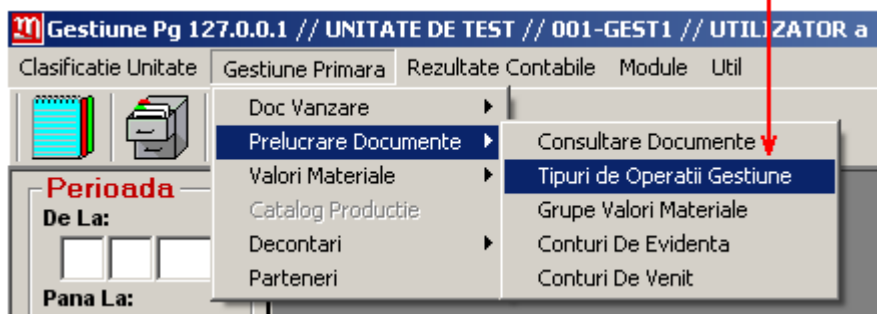 Gestiune Pg 127.0.0.1 // UNITATE DE TEST // 001-GEST1 // UTILIZATOR a
Clasificatie Unitate Gestiune Primara Rezultate Contabile Module Util
Doc Vanzare
Prelucrare Documente
Valori Materiale
Catalog Productie
Decontari
Parteneri
Consultare Documente
Tipuri de Operatii Gestiune
Grupe Valori Materiale
Conturi De Evidenta
Conturi De Venit
Perioada
De La:
Pana La: